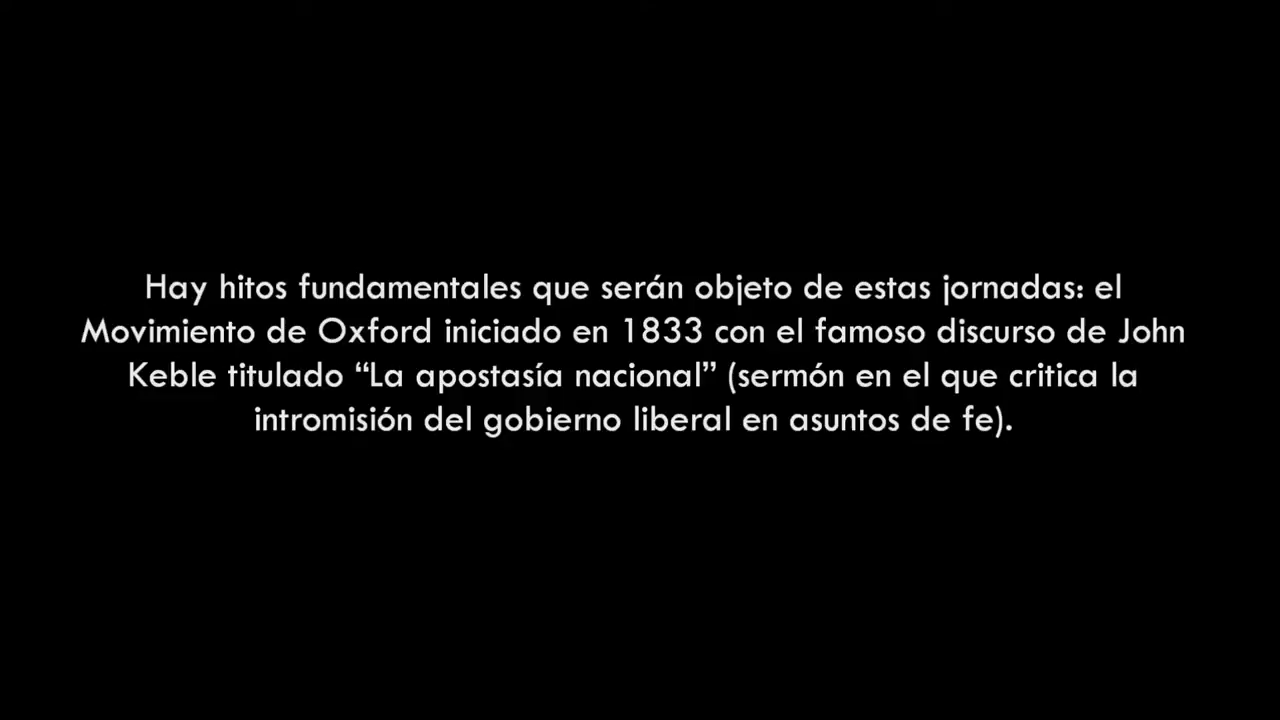 Hay hitos fundamentales que serán objeto de estas jornadas: el
Movimiento de Oxford iniciado en 1833 con el famoso discurso de John
Keble titulado “La apostasía nacional” (sermón en el que critica la
intromisión del gobierno liberal en asuntos de fe).